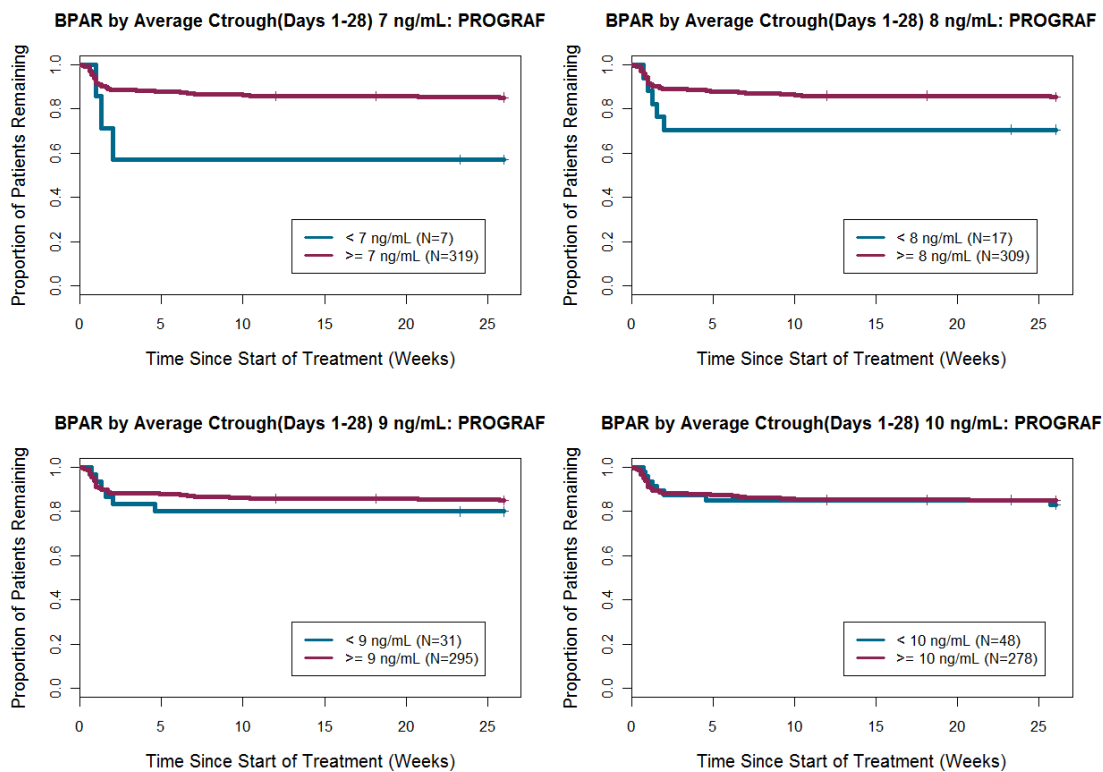 BPAR by Average Ctrough(Days 1-28) 7 ng/mL: PROGRAF
Proportion of Patients Remaining
1.0
0.8
0.6
0.4
0.2
0.0
< 7 ng/mL (N=7)
>= 7 ng/mL (N=319)
0 5 10 15 20 25
Time Since Start of Treatment (Weeks)
BPAR by Average Ctrough(Days 1-28) 8 ng/mL: PROGRAF
Proportion of Patients Remaining
1.0
0.8
0.6
0.4
0.2
0.0
< 8 ng/mL (N=17)
>= 8 ng/mL (N=309)
0 5 10 15 20 25
Time Since Start of Treatment (Weeks)
BPAR by Average Ctrough(Days 1-28) 9 ng/mL: PROGRAF
Proportion of Patients Remaining
1.0
0.8
0.6
0.4
0.2
0.0
< 9 ng/mL (N=31)
>= 9 ng/mL (N=295)
0 5 10 15 20 25
Time Since Start of Treatment (Weeks)
BPAR by Average Ctrough(Days 1-28) 10 ng/mL: PROGRAF
Proportion of Patients Remaining
1.0
0.8
0.6
0.4
0.2
0.0
< 10 ng/mL (N=48)
>= 10 ng/mL (N=278)
0 5 10 15 20 25
Time Since Start of Treatment (Weeks)